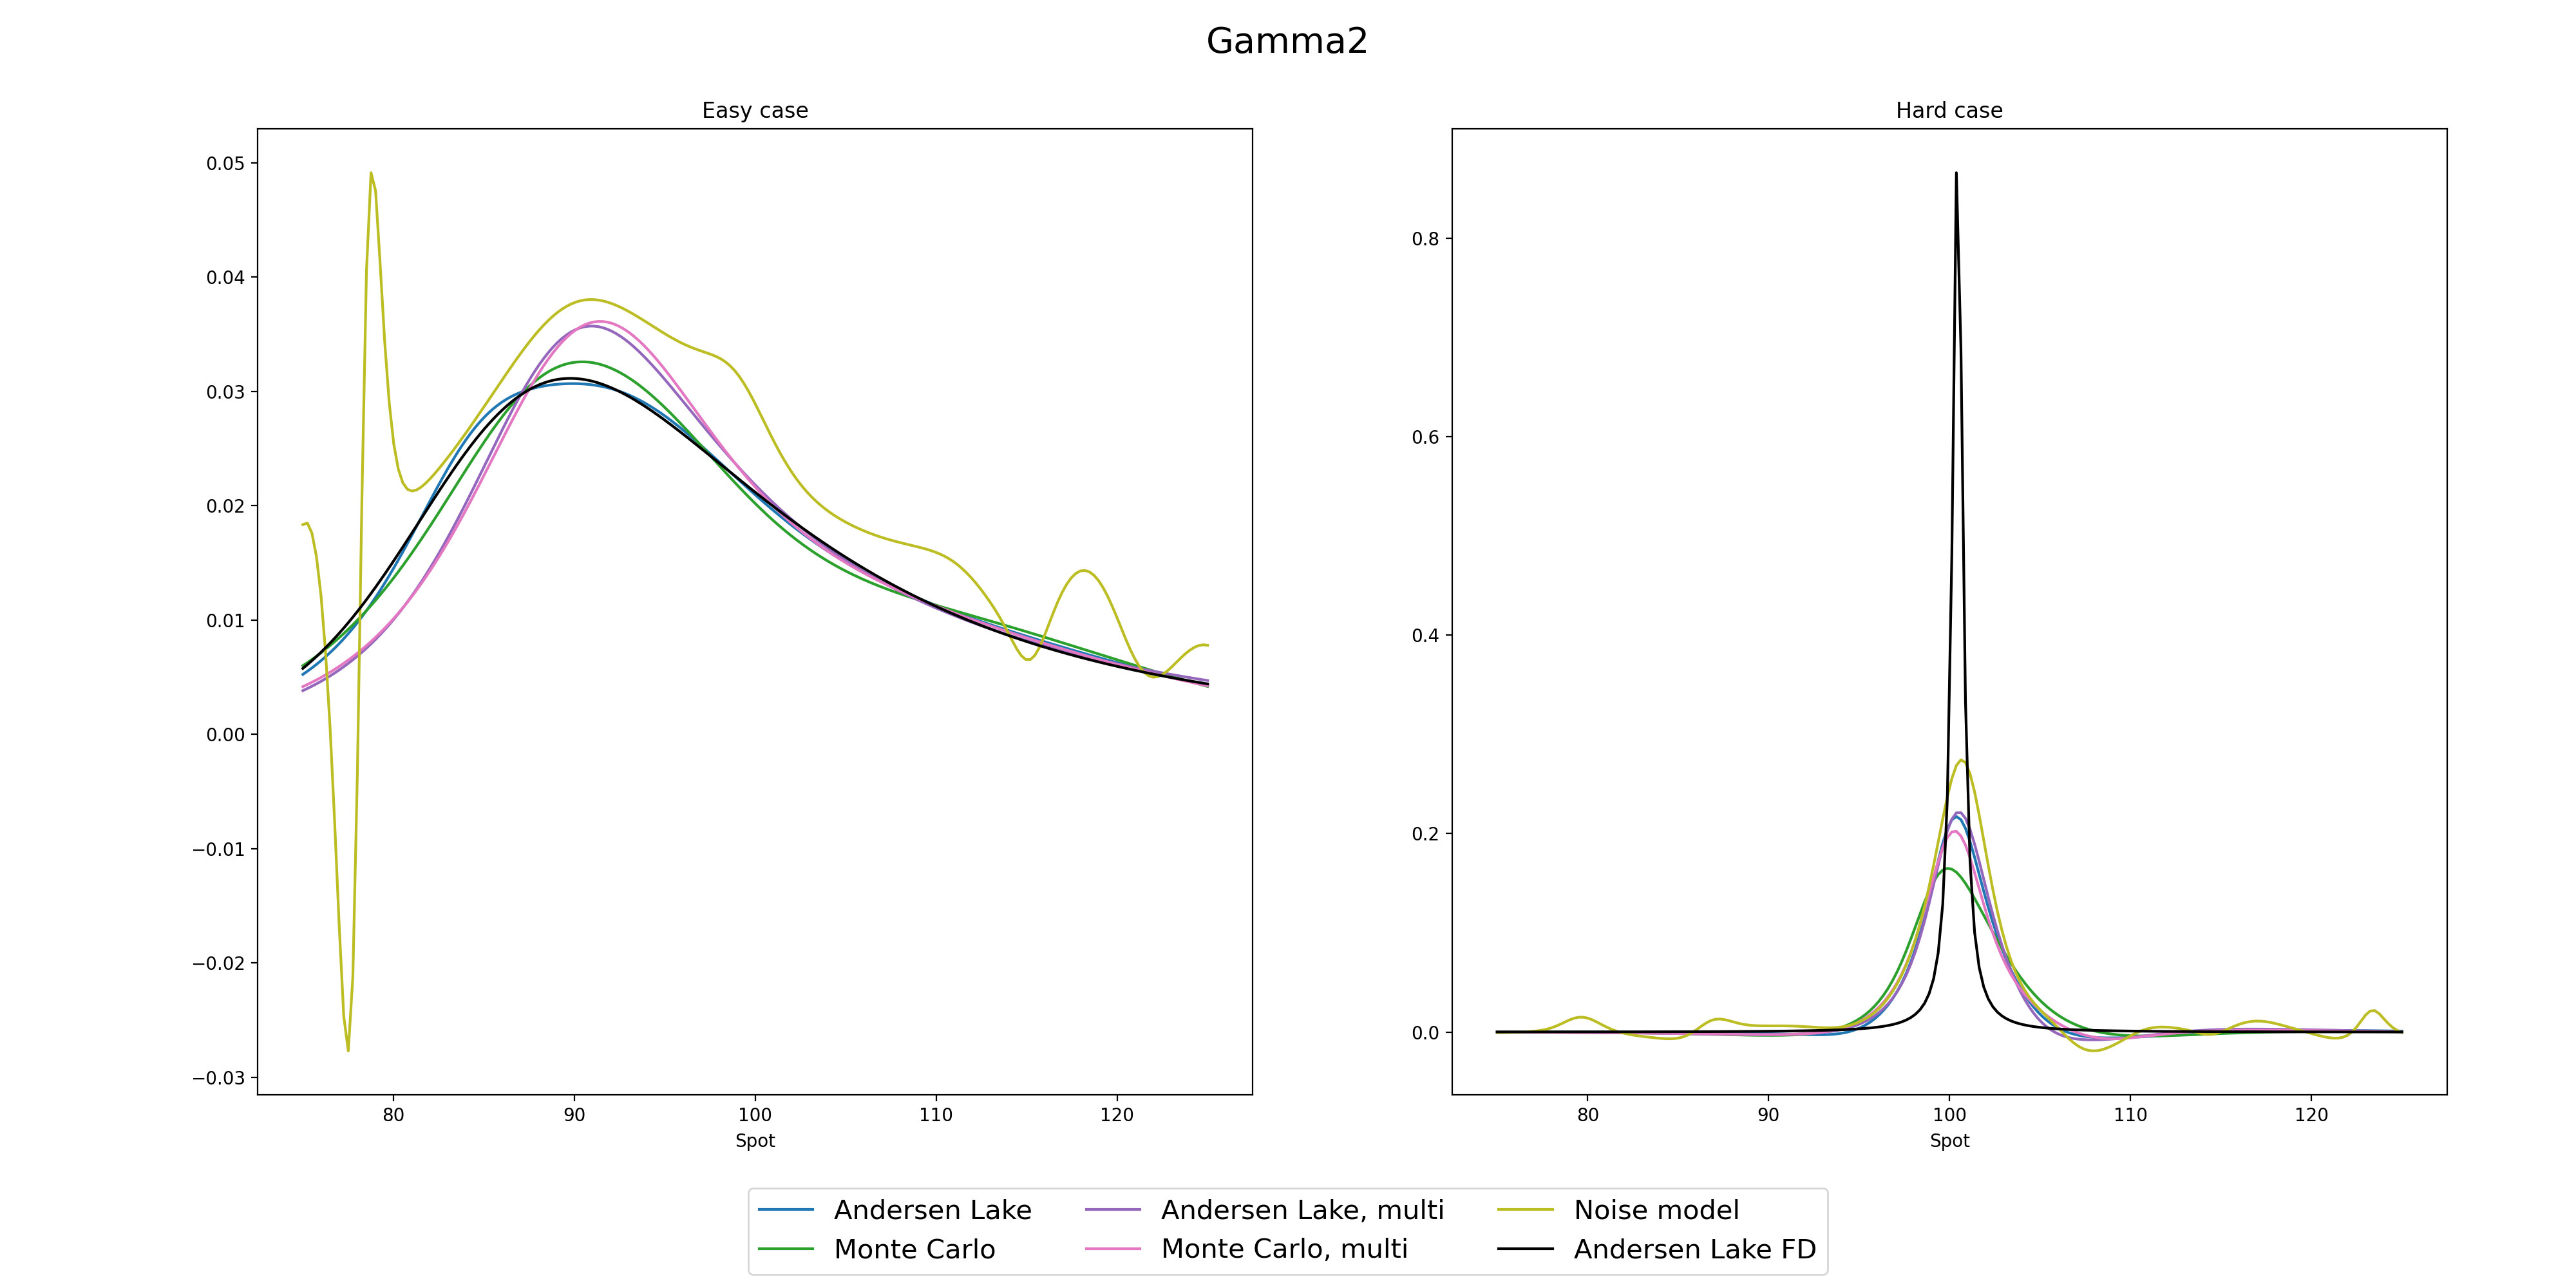 Gamma2
Easy case
0.05
0.04
0.03
0.02
0.01
0.00
−0.01
−0.02
−0.03
80 90 100 110 120
Spot
Hard case
0.8
0.6
0.4
0.2
0.0
80 90 100 110 120
Spot
Andersen Lake Andersen Lake, multi Noise model
Monte Carlo Monte Carlo, multi Andersen Lake FD